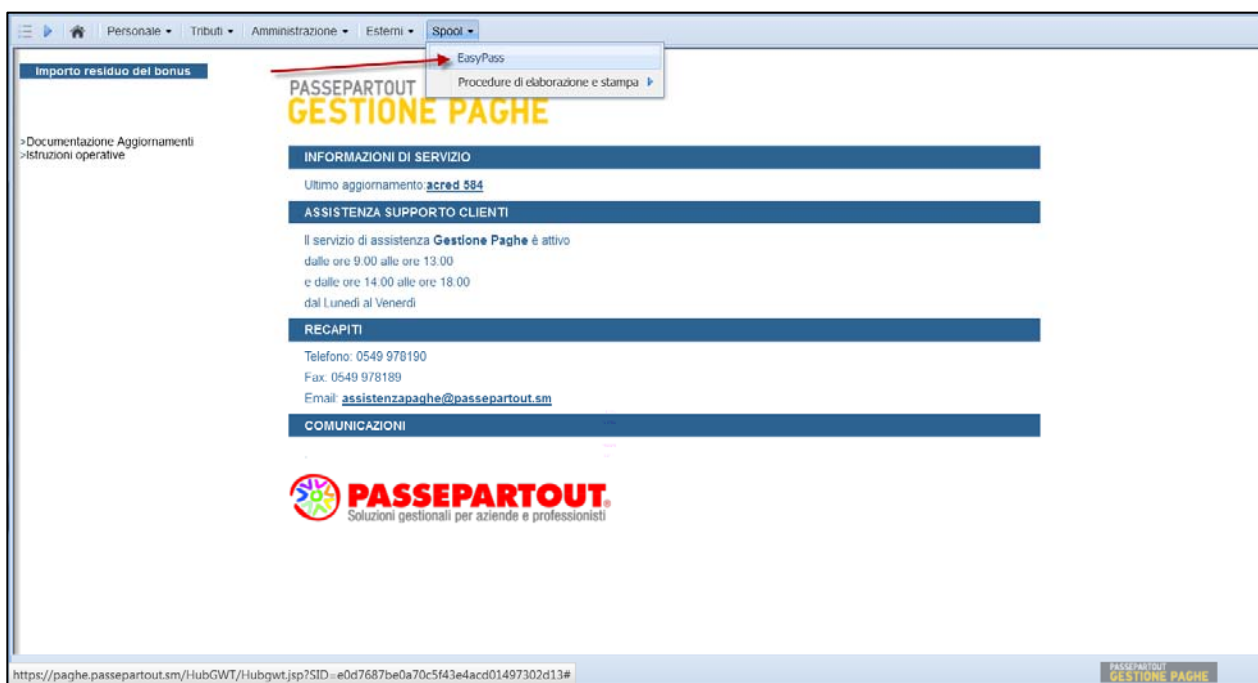 Personale Tributi Amministrazione Esterni Spool
EasyPass
Procedure di elaborazione e stampa
Importo residuo del bonus
>Documentazione Aggiornamenti
>Istruzioni operative
PASSEPARTOUT
GESTIONE PAGHE
INFORMAZIONI DI SERVIZIO
Ultimo aggiornamento:acred 584
ASSISTENZA SUPPORTO CLIENTI
Il servizio di assistenza Gestione Paghe è attivo
dalle ore 9.00 alle ore 13.00
e dalle ore 14.00 alle ore 18.00
dal Lunedì al Venerdì
RECAPITI
Telefono: 0549 978190
Fax: 0549 978189
Email: assistenzapaghe@passepartout.sm
COMUNICAZIONI
PASSEPARTOUT®
Soluzioni gestionali per aziende e professionisti
https://paghe.passepartout.sm/HubGWT/Hubgwt.jsp?SID=e0d7687be0a70c5f43e4acd01497302d13#
PASSEPARTOUT
GESTIONE PAGHE